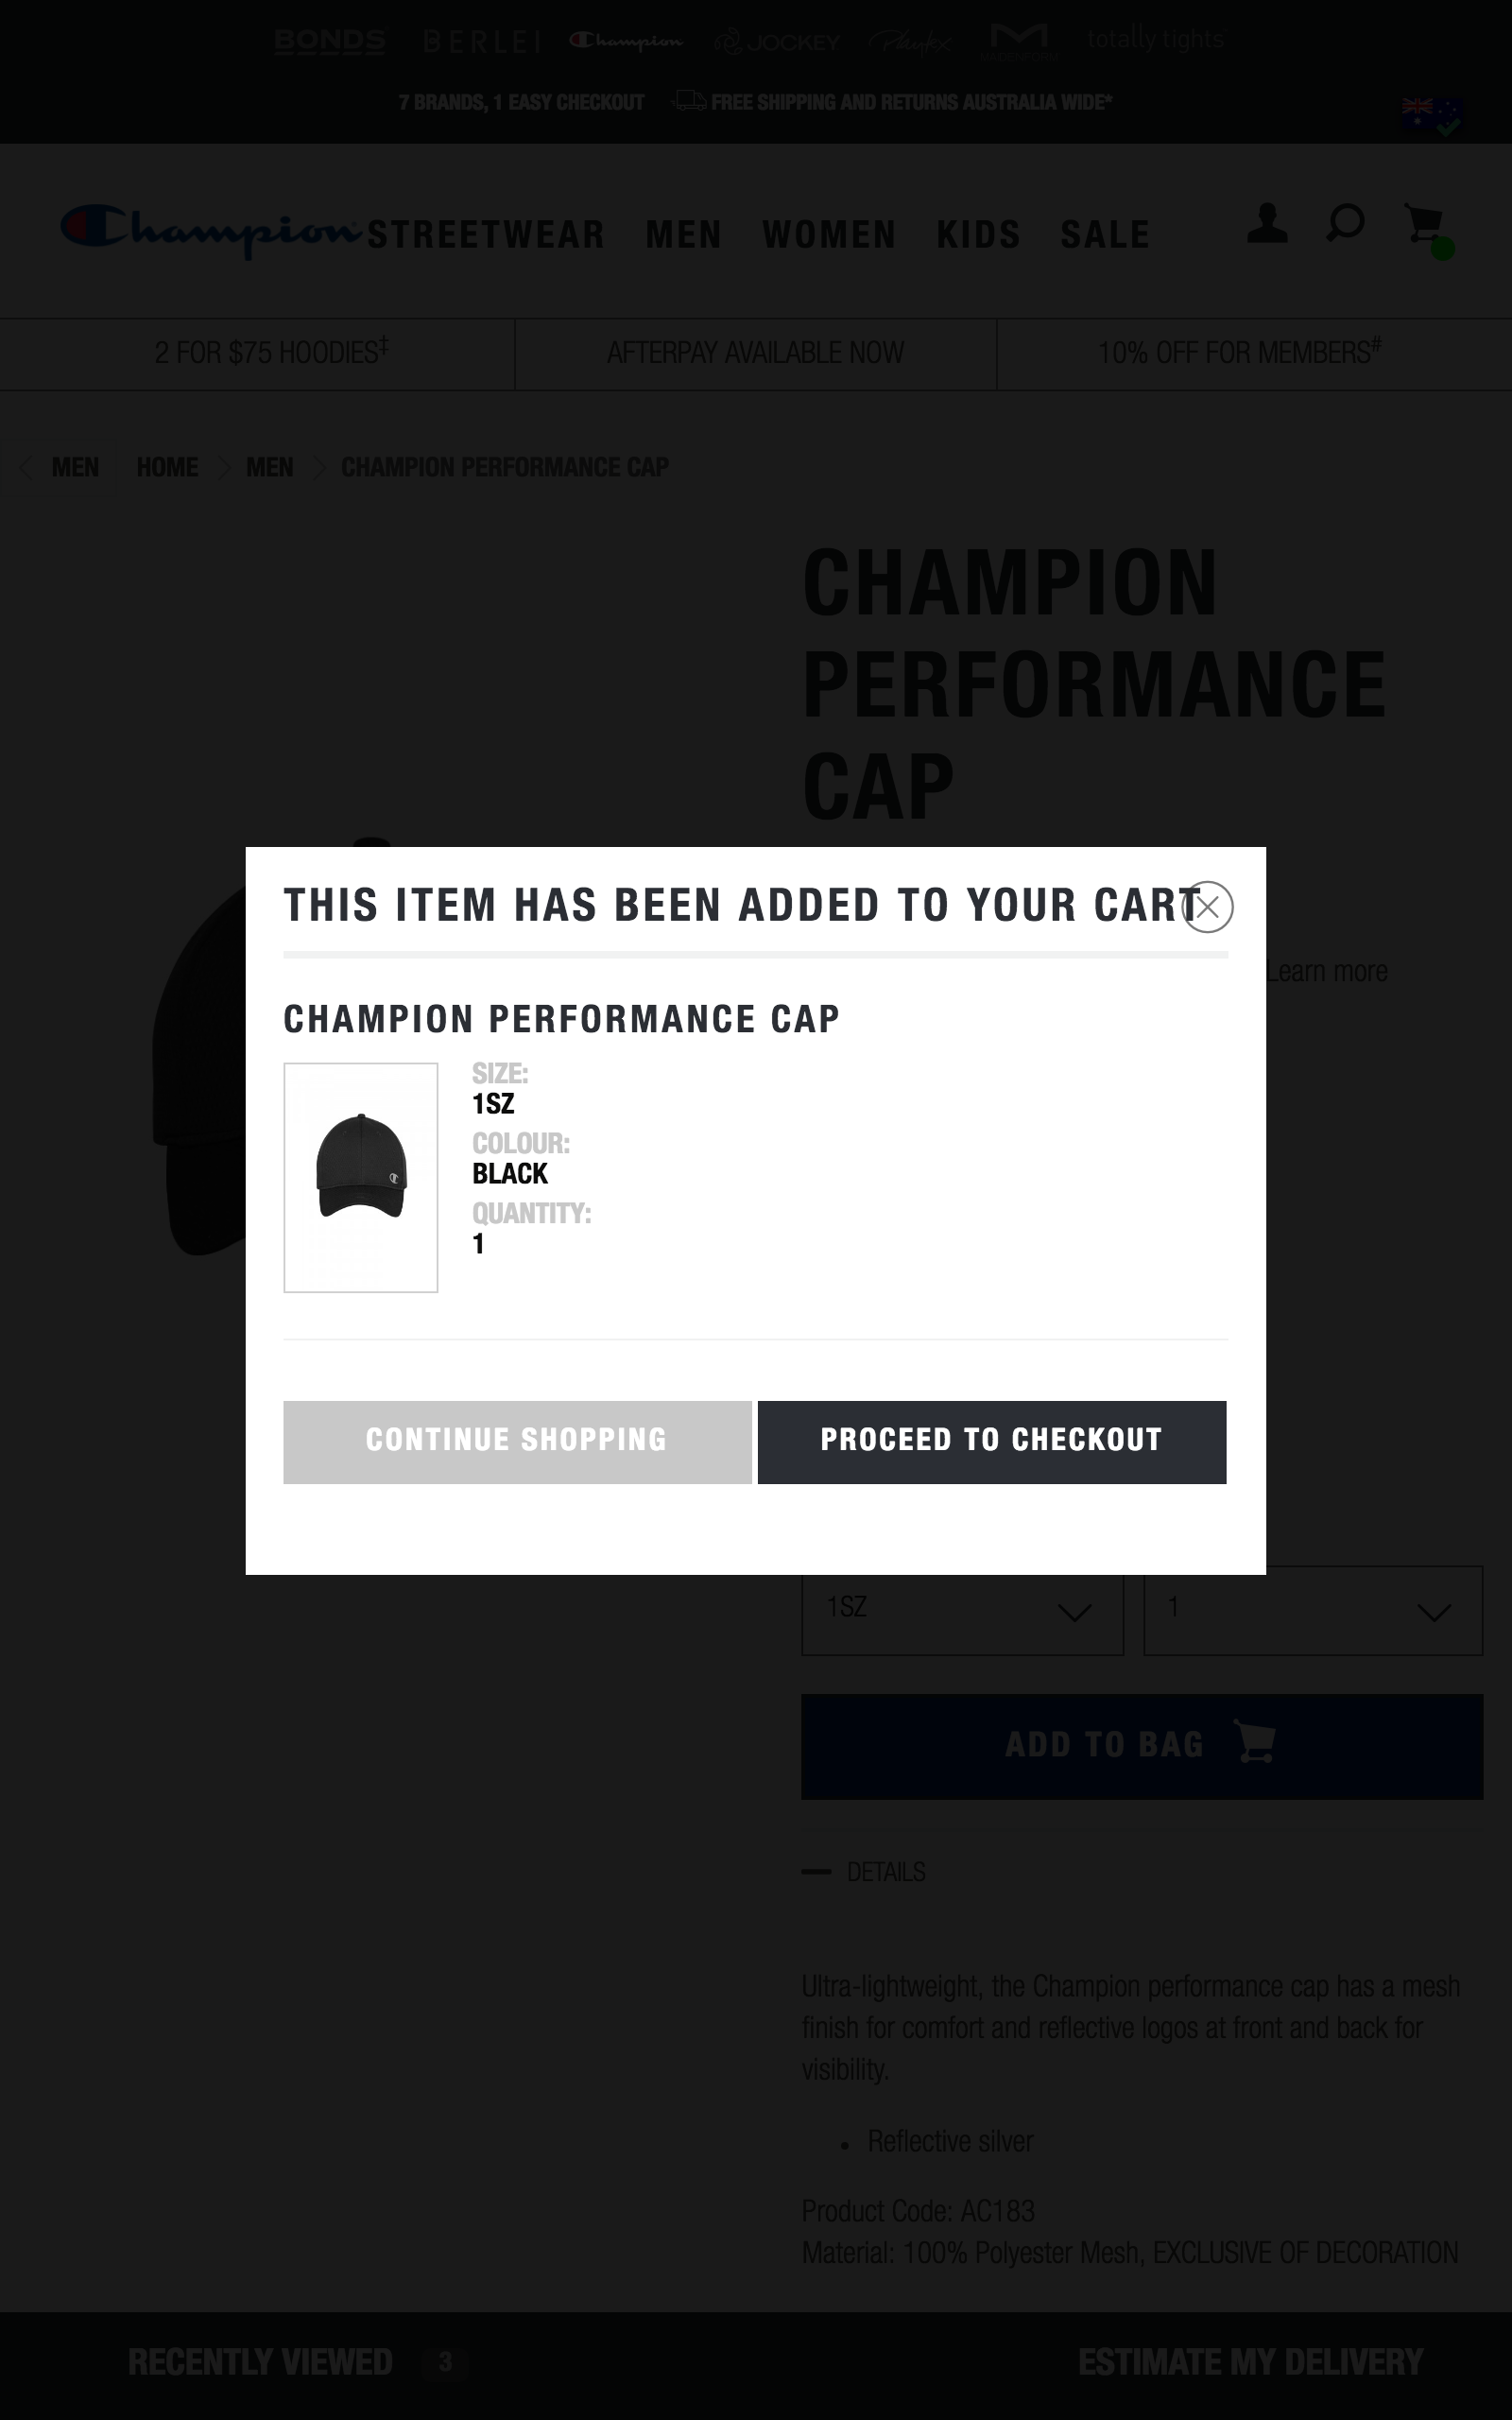 BONDS BERLEI Champion JOCKEY Playtex totally tights
7 BRANDS, 1 EASY CHECKOUT FREE SHIPPING AND RETURNS AUSTRALIA WIDE*
Champion STREETWEAR MEN WOMEN KIDS SALE
2 FOR $75 HOODIES‡ AFTERPAY AVAILABLE NOW 10% OFF FOR MEMBERS#
MEN HOME MEN CHAMPION PERFORMANCE CAP
CHAMPION
PERFORMANCE
CAP
THIS ITEM HAS BEEN ADDED TO YOUR CART
Learn more
CHAMPION PERFORMANCE CAP
SIZE:
1SZ
COLOUR:
BLACK
QUANTITY:
1
CONTINUE SHOPPING PROCEED TO CHECKOUT
1SZ 1
ADD TO BAG
DETAILS
Ultra-lightweight, the Champion performance cap has a mesh
finish for comfort and reflective logos at front and back for
visibility.
• Reflective silver
Product Code: AC183
Material: 100% Polyester Mesh, EXCLUSIVE OF DECORATION
RECENTLY VIEWED 3 ESTIMATE MY DELIVERY